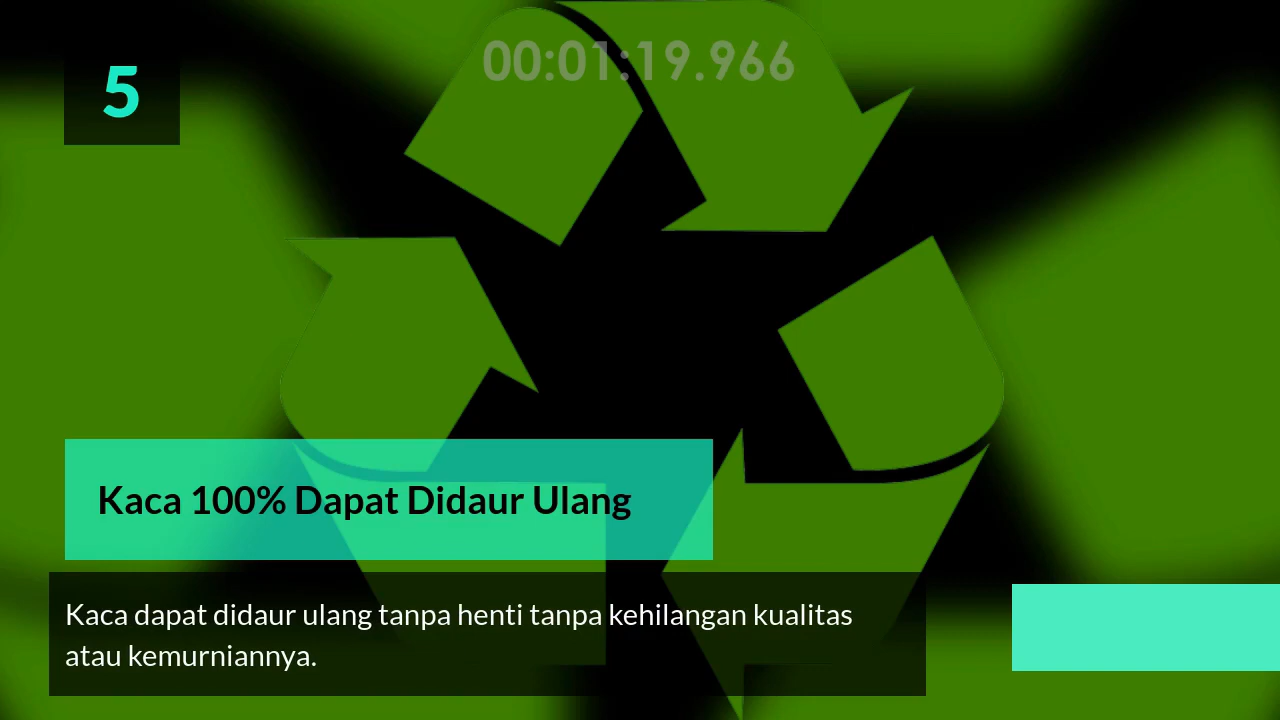 00:01:19.966
5
Kaca 100% Dapat Didaur Ulang
Kaca dapat didaur ulang tanpa henti tanpa kehilangan kualitas
atau kemurniannya.